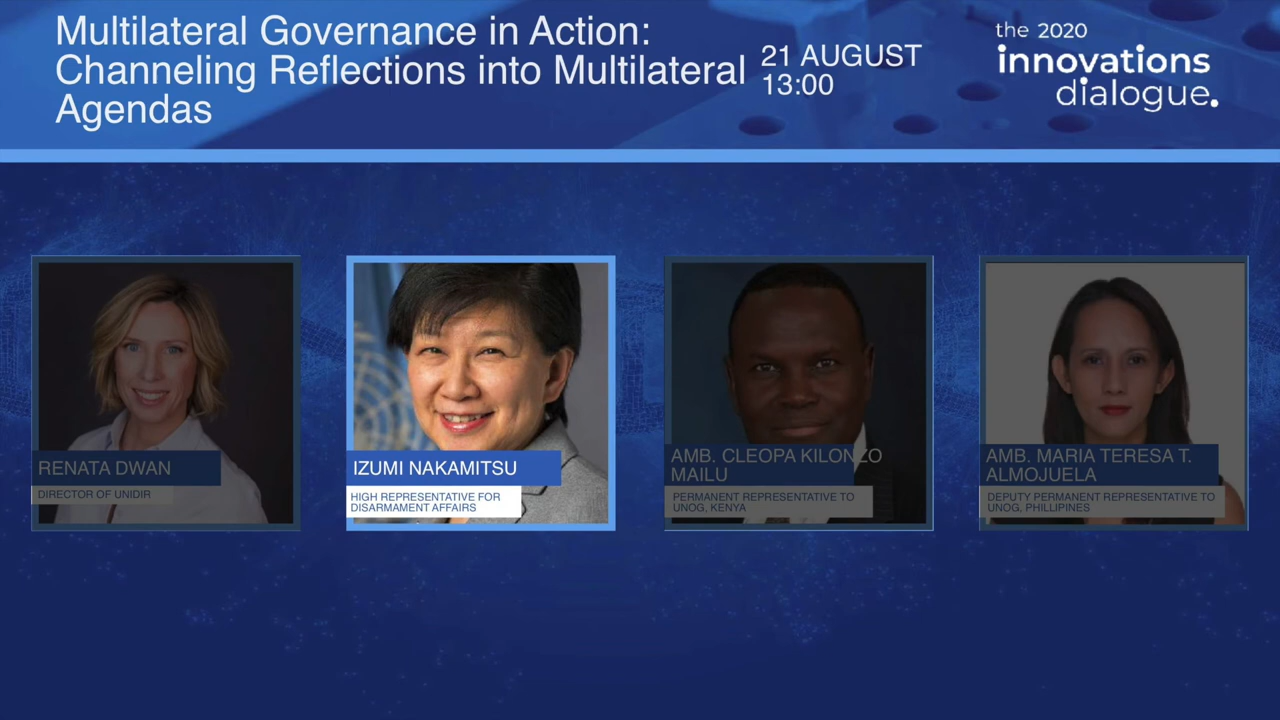 Multilateral Governance in Action:
Channeling Reflections into Multilateral
Agendas
21 AUGUST
13:00
the 2020
innovations
dialogue.
RENATA DWAN
DIRECTOR OF UNIDIR
IZUMI NAKAMITSU
HIGH REPRESENTATIVE FOR
DISARMAMENT AFFAIRS
AMB. CLEOPA KILONZO
MAILU
PERMANENT REPRESENTATIVE TO
UNOG, KENYA
AMB. MARIA TERESA T.
ALMOJUELA
DEPUTY PERMANENT REPRESENTATIVE TO
UNOG. PHILLIPINES